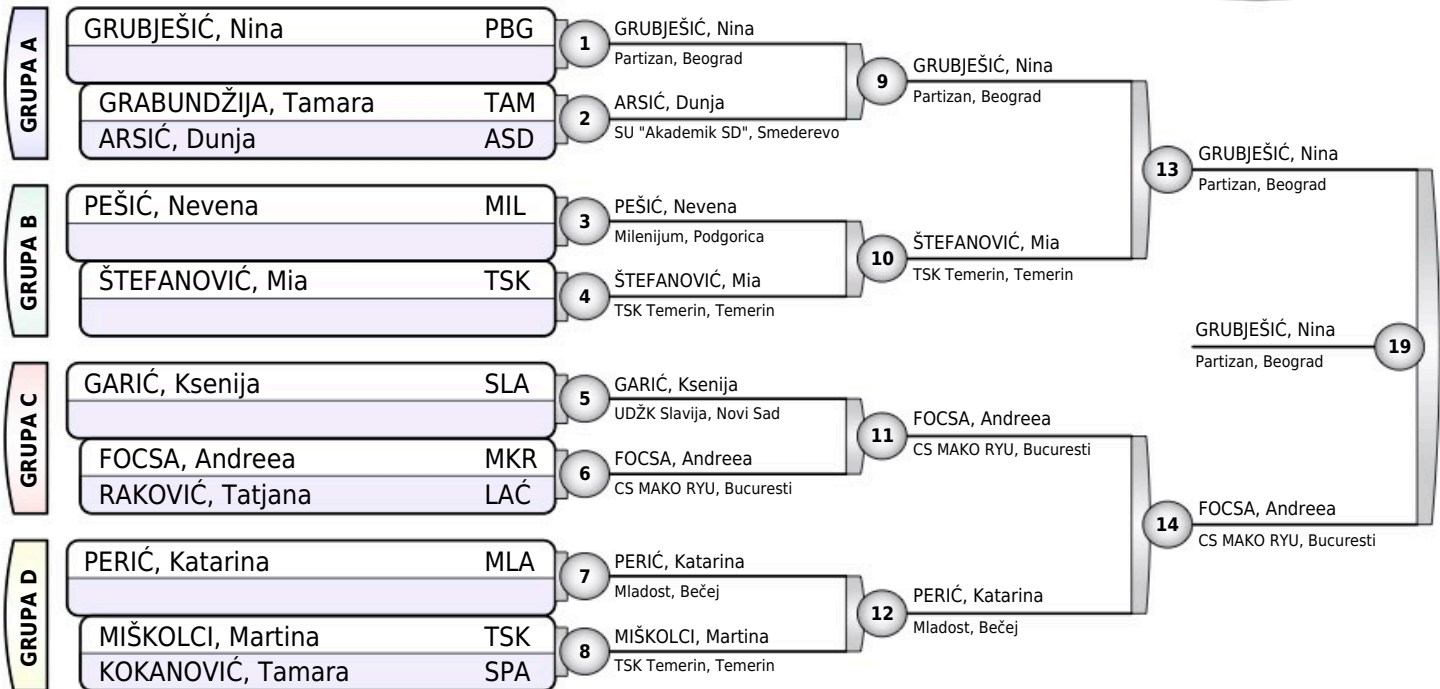 GRUPA A
GRUBJEŠIĆ, Nina PBG
GRABUNDŽIJA, Tamara TAM
ARSIĆ, Dunja ASD
1
GRUBJEŠIĆ, Nina
Partizan, Beograd
2
ARSIĆ, Dunja
SU "Akademik SD", Smederevo
9
GRUBJEŠIĆ, Nina
Partizan, Beograd
GRUPA B
PEŠIĆ, Nevena MIL
ŠTEFANOVIĆ, Mia TSK
3
PEŠIĆ, Nevena
Milenijum, Podgorica
4
ŠTEFANOVIĆ, Mia
TSK Temerin, Temerin
10
ŠTEFANOVIĆ, Mia
TSK Temerin, Temerin
13
GRUBJEŠIĆ, Nina
Partizan, Beograd
GRUPA C
GARIĆ, Ksenija SLA
FOCSA, Andreea MKR
RAKOVIĆ, Tatjana LAĆ
5
GARIĆ, Ksenija
UDŽK Slavija, Novi Sad
6
FOCSA, Andreea
CS MAKO RYU, Bucuresti
11
FOCSA, Andreea
CS MAKO RYU, Bucuresti
GRUPA D
PERIĆ, Katarina MLA
MIŠKOLCI, Martina TSK
KOKANOVIĆ, Tamara SPA
7
PERIĆ, Katarina
Mladost, Bečej
8
MIŠKOLCI, Martina
TSK Temerin, Temerin
12
PERIĆ, Katarina
Mladost, Bečej
14
FOCSA, Andreea
CS MAKO RYU, Bucuresti
GRUBJEŠIĆ, Nina
Partizan, Beograd
19